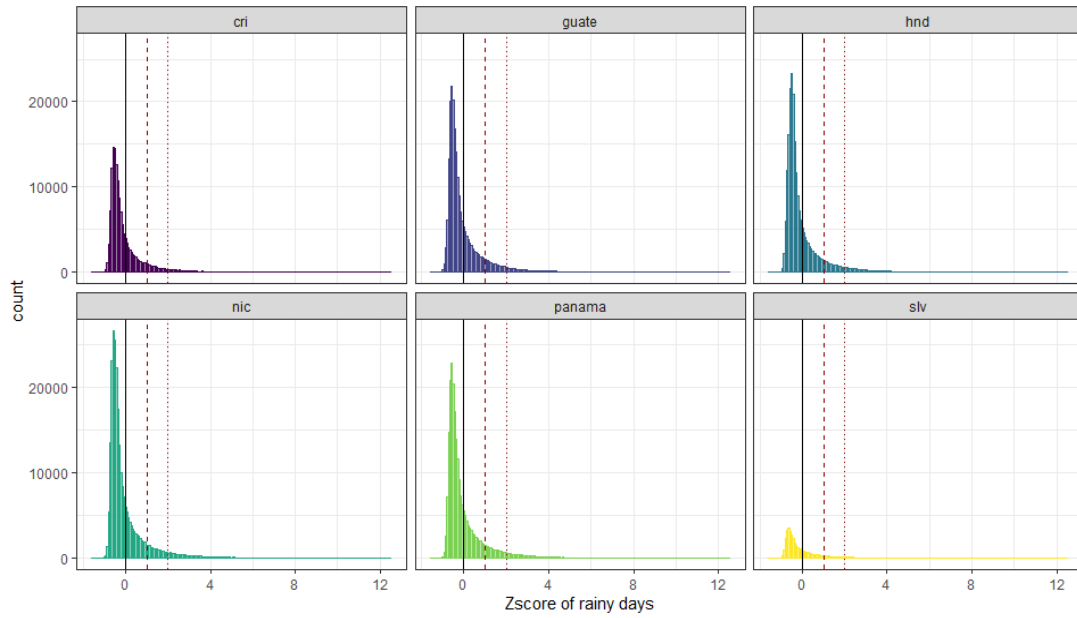 cri
guate
hnd
20000
10000
0
count
nic
panama
slv
20000
10000
0
0 4 8 12
0 4 8 12
0 4 8 12
Zscore of rainy days